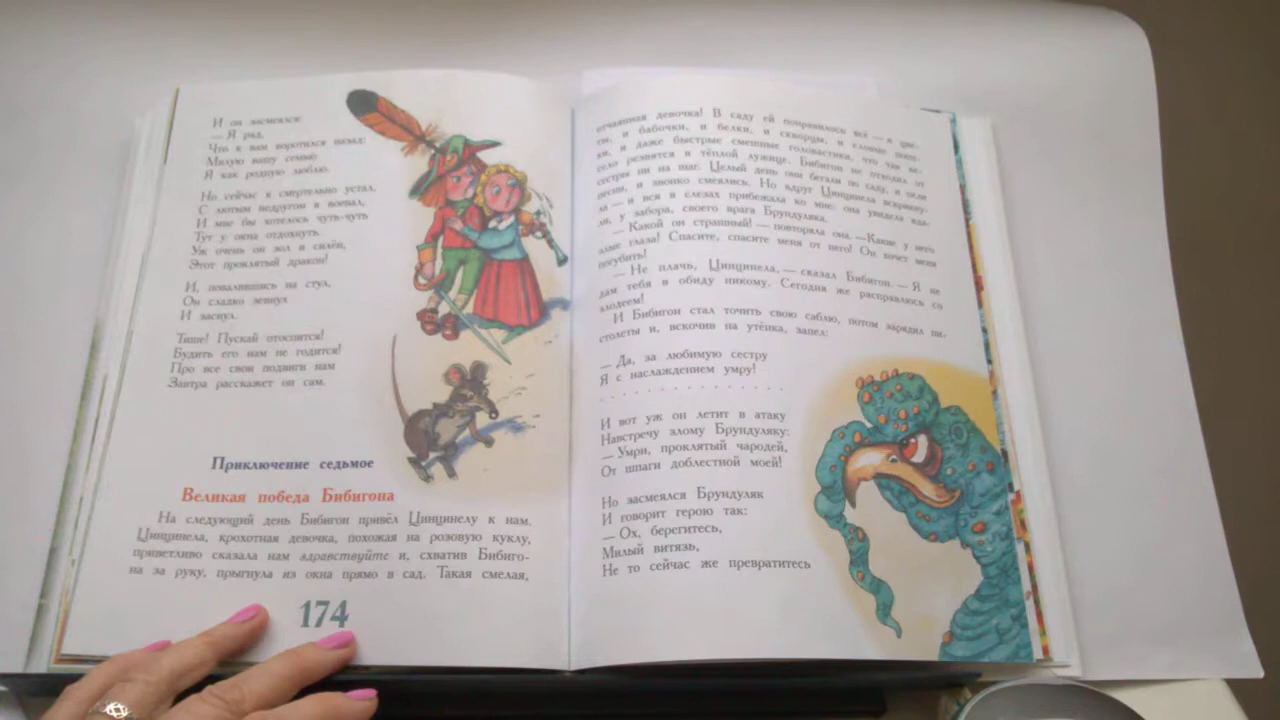 И он засмеялся:
— Я рад,
Что к вам воротился назад:
Милую вашу семью
Я как родную люблю.
Но сейчас я смертельно устал,
С лютым недругом я воевал,
И мне бы хотелось чуть-чуть
Тут у окна отдохнуть.
Уж очень он зол и силён,
Этот проклятый дракон!
И, повалившись на стул,
Он сладко зевнул
И заснул.
Тише! Пускай отоспится!
Будить его нам не годится!
Про все свои подвиги нам
Завтра расскажет он сам.
Приключение седьмое
Великая победа Бибигона
На следующий день Бибигон привёл Цинцинелу к нам.
Цинцинела, крохотная девочка, похожая на розовую куклу,
приветливо сказала нам здравствуйте и, схватив Бибиго-
на за руку, прыгнула из окна прямо в сад. Такая смелая,
174
отчаянная девочка! В саду ей понравилось всё — и цве-
ты, и бабочки, и белки, и скворцы, и
и даже быстрые смешные головастики, что так ве-
село резвятся в тёплой лужице. Бибигон не отходил от
сестры ни на шаг. Целый день они бегали по саду, и пели
песни, и звонко смеялись. Но вдруг Цинцинела вскрикну-
ла — и вся в слезах прибежала ко мне: она увидела вда-
ли, у забора, своего врага Брундуляка.
— Какой он страшный! — повторяла она. — Какие у него
злые глаза! Спасите, спасите меня от него! Он хочет меня
погубить!
— Не плачь, Цинцинела, — сказал Бибигон. — Я не
дам тебя в обиду никому. Сегодня же расправлюсь со
злодеем!
И Бибигон стал точить свою саблю, потом зарядил пи-
столеты и, вскочив на утёнка, запел:
— Да, за любимую сестру
Я с наслаждением умру!
. . . . . . . . . . . . . . .
И вот уж он летит в атаку
Навстречу злому Брундуляку:
— Умри, проклятый чародей,
От шпаги доблестной моей!
Но засмеялся Брундуляк
И говорит герою так:
— Ох, берегитесь,
Милый витязь,
Не то сейчас же превратитесь